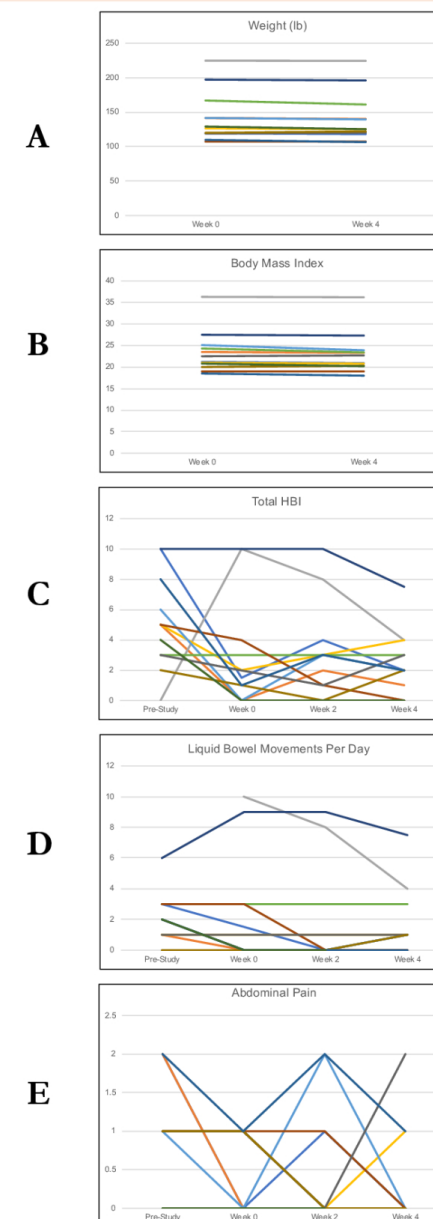 A
Weight (lb)
250
200
150
100
50
0
Week 0 Week 4
B
Body Mass Index
40
35
30
25
20
15
10
5
0
Week 0 Week 4
C
Total HBI
12
10
8
6
4
2
0
Pre-Study Week 0 Week 2 Week 4
D
Liquid Bowel Movements Per Day
12
10
8
6
4
2
0
Pre-Study Week 0 Week 2 Week 4
E
Abdominal Pain
2.5
2
1.5
1
0.5
0
Pre-Study Week 0 Week 2 Week 4